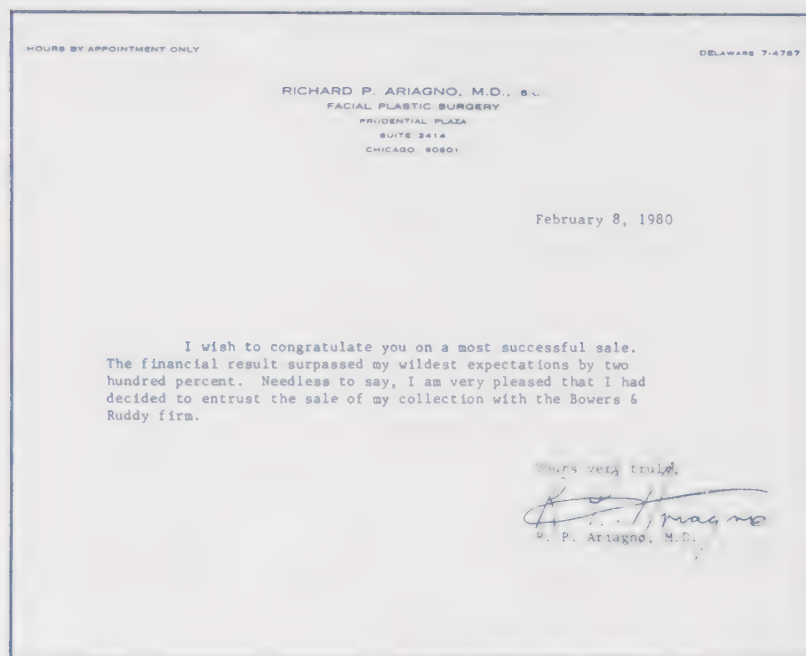 HOURS BY APPOINTMENT ONLY
DELAWARE 7-4767
RICHARD P. ARIAGNO, M.D.,
FACIAL PLASTIC SURGERY
PRUDENTIAL PLAZA
SUITE 3414
CHICAGO 60601
February 8, 1980
I wish to congratulate you on a most successful sale.
The financial result surpassed my wildest expectations by two
hundred percent. Needless to say, I am very pleased that I had
decided to entrust the sale of my collection with the Bowers &
Ruddy firm.
Yours very truly,
R. P. Ariagno, M.D.